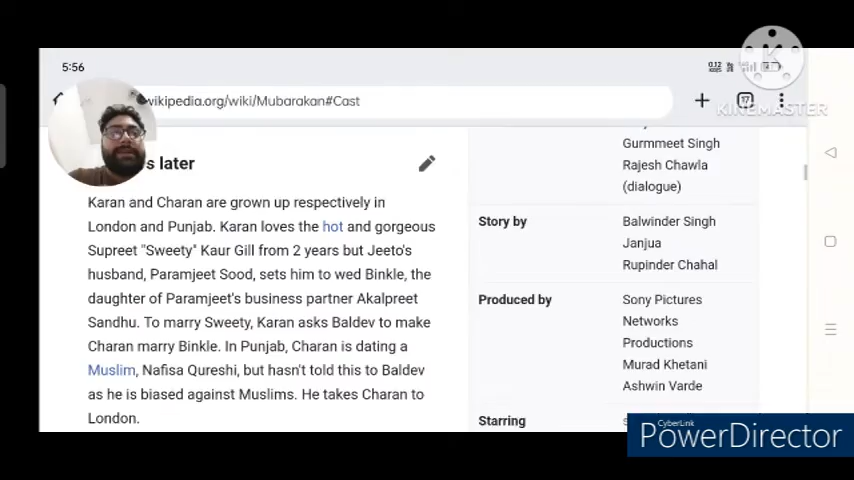 5:56
wikipedia.org/wiki/Mubarakan#Cast
17
KINEMASTER
s later
Karan and Charan are grown up respectively in
London and Punjab. Karan loves the hot and gorgeous
Supreet "Sweety" Kaur Gill from 2 years but Jeeto's
husband, Paramjeet Sood, sets him to wed Binkle, the
daughter of Paramjeet's business partner Akalpreet
Sandhu. To marry Sweety, Karan asks Baldev to make
Charan marry Binkle. In Punjab, Charan is dating a
Muslim, Nafisa Qureshi, but hasn't told this to Baldev
as he is biased against Muslims. He takes Charan to
London.
Gurmmeet Singh
Rajesh Chawla
(dialogue)
Story by
Balwinder Singh
Janjua
Rupinder Chahal
Produced by
Sony Pictures
Networks
Productions
Murad Khetani
Ashwin Varde
Starring
CyberLink
PowerDirector